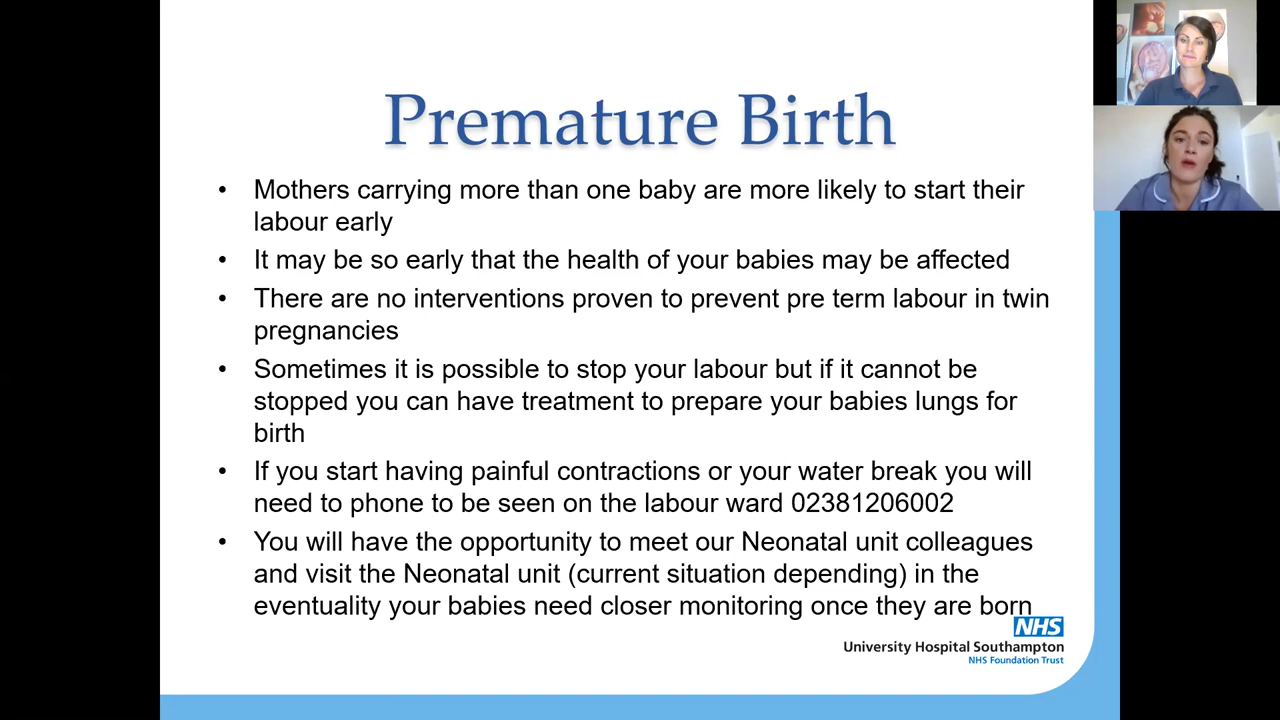 Premature Birth
• Mothers carrying more than one baby are more likely to start their
labour early
• It may be so early that the health of your babies may be affected
• There are no interventions proven to prevent pre term labour in twin
pregnancies
• Sometimes it is possible to stop your labour but if it cannot be
stopped you can have treatment to prepare your babies lungs for
birth
• If you start having painful contractions or your water break you will
need to phone to be seen on the labour ward 02381206002
• You will have the opportunity to meet our Neonatal unit colleagues
and visit the Neonatal unit (current situation depending) in the
eventuality your babies need closer monitoring once they are born
NHS
University Hospital Southampton
NHS Foundation Trust